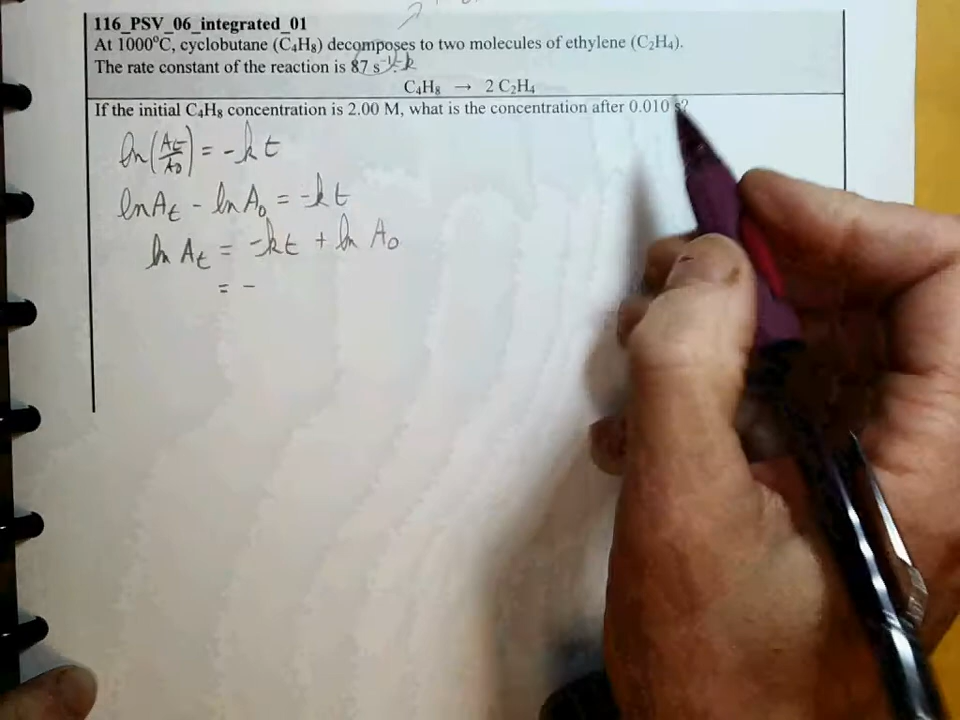 116_PSV_06_integrated_01
At 1000°C, cyclobutane (C₄H₈) decomposes to two molecules of ethylene (C₂H₄).
The rate constant of the reaction is 87 s⁻¹. = k
C₄H₈ → 2 C₂H₄
If the initial C₄H₈ concentration is 2.00 M, what is the concentration after 0.010 s?
ln(At/A0) = -kt
lnAt - lnA0 = -kt
ln At = -kt + ln A0
= -